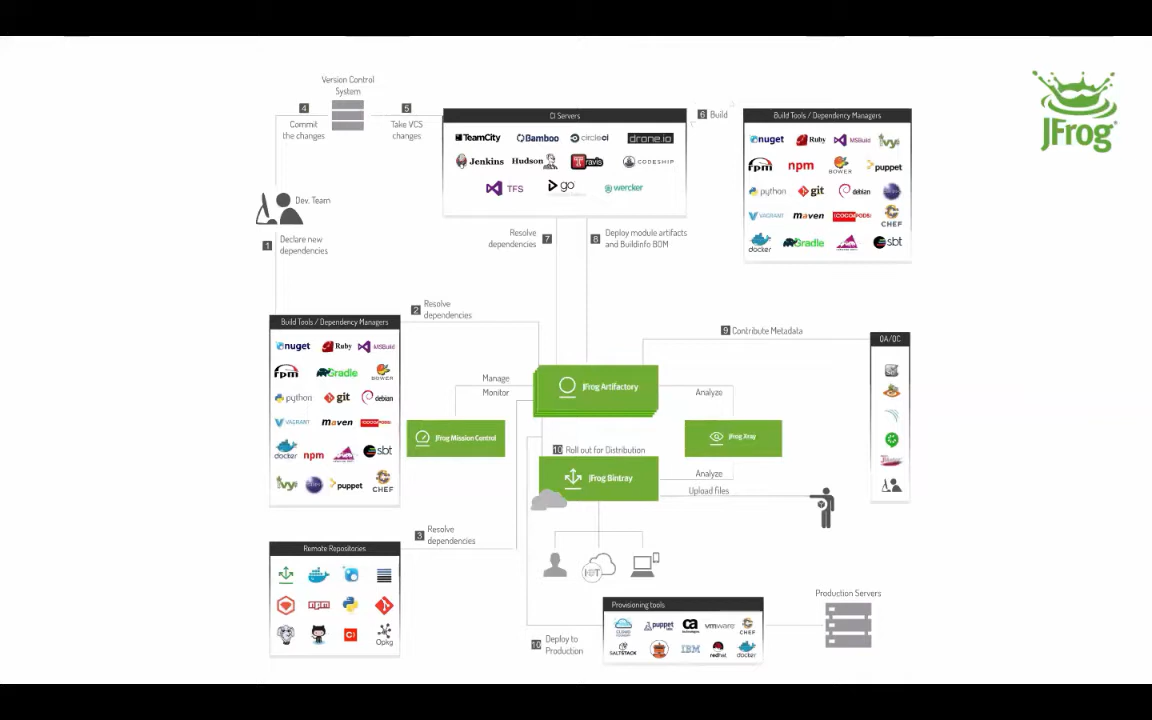 Version Control
System
JFrog
4
Commit
the changes
5
Take VCS
changes
CI Servers
TeamCity
Bamboo
circleci
drone.io
Jenkins
Hudson
Travis
CODESHIP
TFS
go
wercker
6 Build
Build Tools / Dependency Managers
nuget
Ruby
MSBuild
ivy
rpm
npm
BOWER
puppet
python
git
debian
VAGRANT
maven
COCOAPODS
CHEF
docker
Gradle
sbt
Dev. Team
1
Declare new
dependencies
Resolve
dependencies
7
8
Deploy module artifacts
and Buildinfo BOM
2
Resolve
dependencies
Build Tools / Dependency Managers
nuget
Ruby
MSBuild
rpm
Gradle
BOWER
python
git
debian
VAGRANT
maven
COCOAPODS
docker
npm
sbt
ivy
puppet
CHEF
9 Contribute Metadata
QA/QC
Manage
Monitor
JFrog Artifactory
Analyze
JFrog Mission Control
JFrog Xray
10 Roll out for Distribution
JFrog Bintray
Analyze
Upload files
3
Resolve
dependencies
Remote Repositories
npm
Opkg
IoT
Provisioning tools
puppet
ca
vmware
CHEF
SALTSTACK
IBM
redhat
docker
10
Deploy to
Production
Production Servers